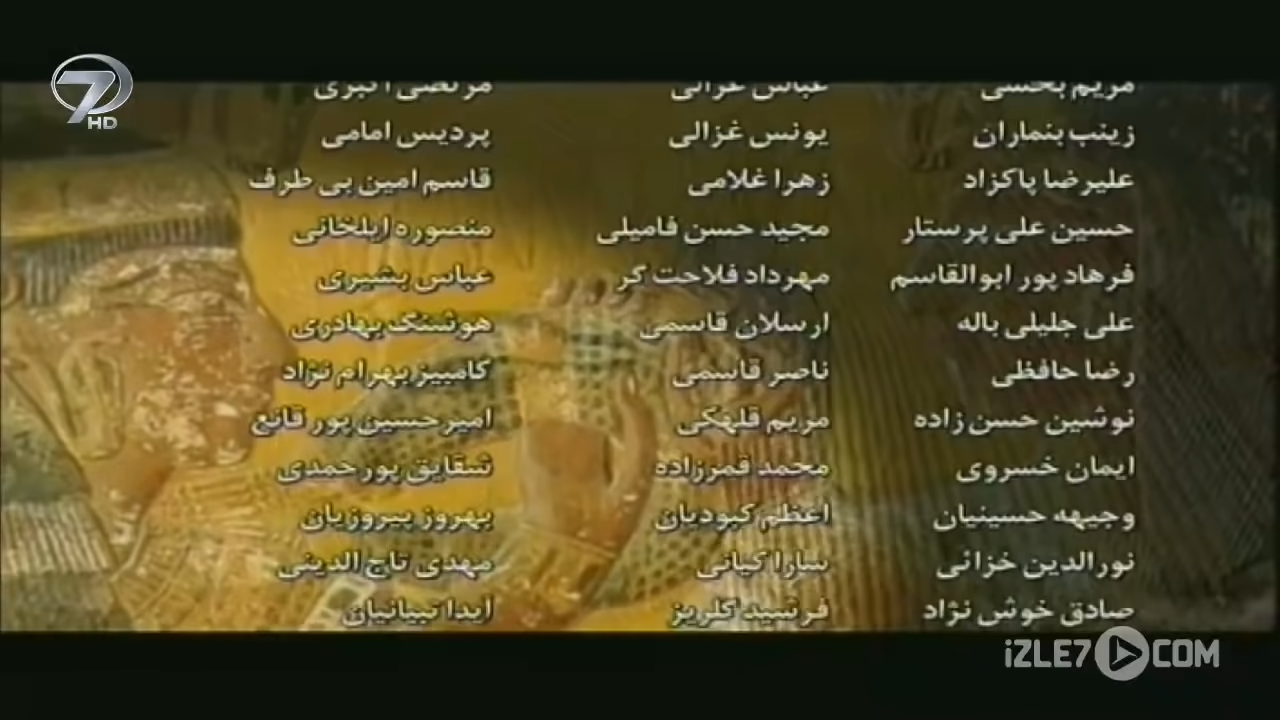 7
HD
مریم بخشی عباس غزالی مرتضی اکبری
زینب بنماران یونس غزالی پردیس امامی
علیرضا پاکزاد زهرا غلامی قاسم امین بی طرف
حسین علی پرستار مجید حسن فامیلی منصوره ایلخانی
فرهاد پور ابوالقاسم مهرداد فلاحت گر عباس بشیری
علی جلیلی باله ارسلان قاسمی هوشنگ بهادری
رضا حافظی ناصر قاسمی کامبیز بهرام نژاد
نوشین حسن زاده مریم قلهکی امیر حسین پور قانع
ایمان خسروی محمد قمرزاده شقایق پور حمدی
وجیهه حسینیان اعظم کبودیان بهروز پیروزیان
نورالدین خزائی سارا کیانی مهدی تاج الدینی
صادق خوش نژاد فرشید گلریز آیدا تبیانیان
iZLE7 COM